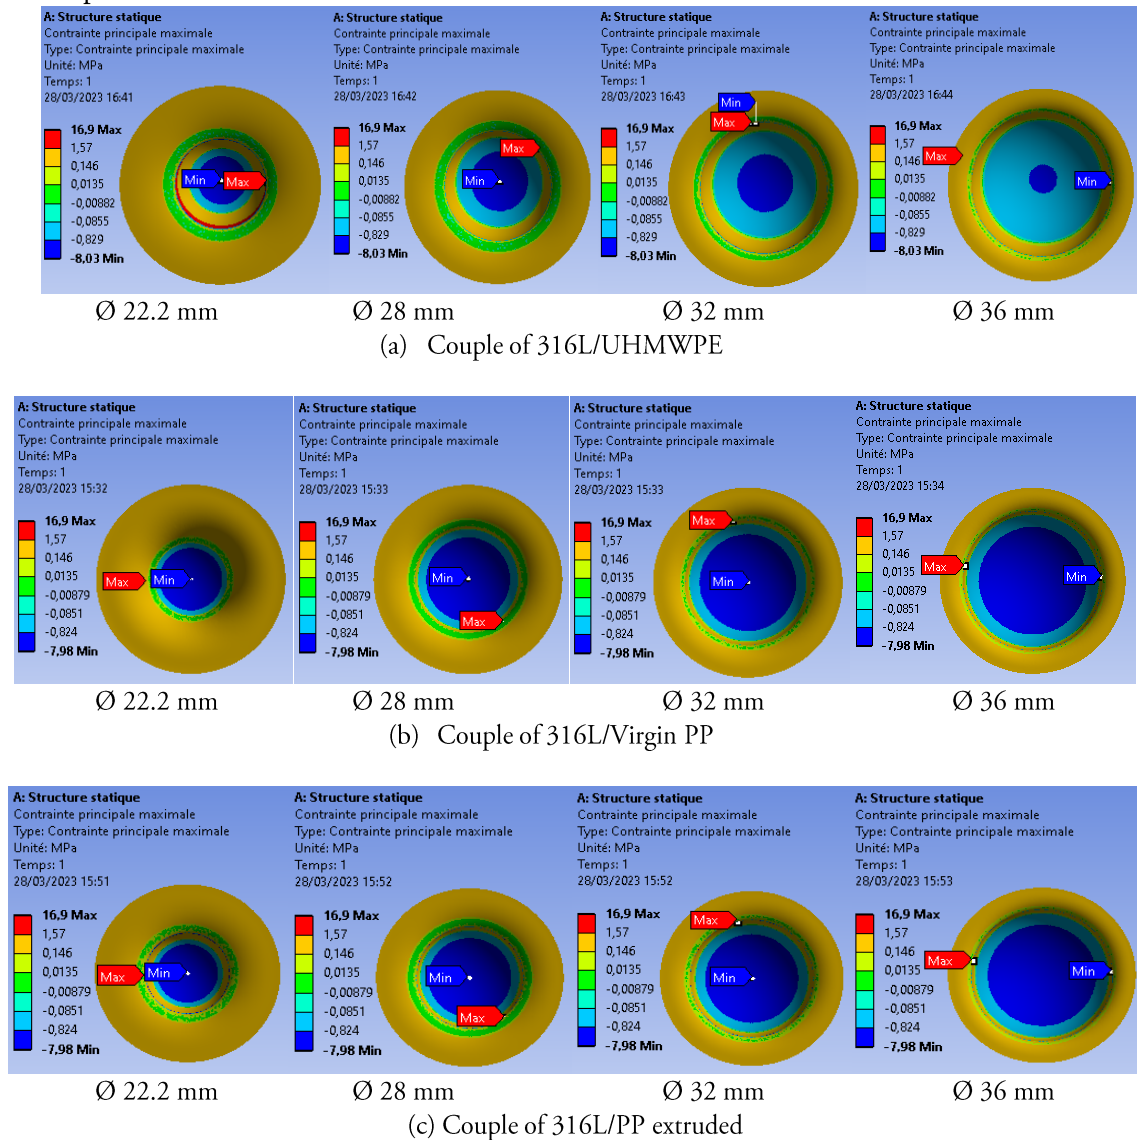 A: Structure statique
Contrainte principale maximale
Type: Contrainte principale maximale
Unité: MPa
Temps: 1
28/03/2023 16:41
16,9 Max
1,57
0,146
0,0135
-0,00882
-0,0855
-0,829
-8,03 Min
Min
Max
A: Structure statique
Contrainte principale maximale
Type: Contrainte principale maximale
Unité: MPa
Temps: 1
28/03/2023 16:42
16,9 Max
1,57
0,146
0,0135
-0,00882
-0,0855
-0,829
-8,03 Min
Max
Min
A: Structure statique
Contrainte principale maximale
Type: Contrainte principale maximale
Unité: MPa
Temps: 1
28/03/2023 16:43
16,9 Max
1,57
0,146
0,0135
-0,00882
-0,0855
-0,829
-8,03 Min
Min
Max
A: Structure statique
Contrainte principale maximale
Type: Contrainte principale maximale
Unité: MPa
Temps: 1
28/03/2023 16:44
16,9 Max
1,57
0,146
0,0135
-0,00882
-0,0855
-0,829
-8,03 Min
Max
Min
Ø 22.2 mm Ø 28 mm Ø 32 mm Ø 36 mm
(a) Couple of 316L/UHMWPE
A: Structure statique
Contrainte principale maximale
Type: Contrainte principale maximale
Unité: MPa
Temps: 1
28/03/2023 15:32
16,9 Max
1,57
0,146
0,0135
-0,00879
-0,0851
-0,824
-7,98 Min
Max
Min
A: Structure statique
Contrainte principale maximale
Type: Contrainte principale maximale
Unité: MPa
Temps: 1
28/03/2023 15:33
16,9 Max
1,57
0,146
0,0135
-0,00879
-0,0851
-0,824
-7,98 Min
Min
Max
A: Structure statique
Contrainte principale maximale
Type: Contrainte principale maximale
Unité: MPa
Temps: 1
28/03/2023 15:33
16,9 Max
1,57
0,146
0,0135
-0,00879
-0,0851
-0,824
-7,98 Min
Max
Min
A: Structure statique
Contrainte principale maximale
Type: Contrainte principale maximale
Unité: MPa
Temps: 1
28/03/2023 15:34
16,9 Max
1,57
0,146
0,0135
-0,00879
-0,0851
-0,824
-7,98 Min
Max
Min
Ø 22.2 mm Ø 28 mm Ø 32 mm Ø 36 mm
(b) Couple of 316L/Virgin PP
A: Structure statique
Contrainte principale maximale
Type: Contrainte principale maximale
Unité: MPa
Temps: 1
28/03/2023 15:51
16,9 Max
1,57
0,146
0,0135
-0,00879
-0,0851
-0,824
-7,98 Min
Max
Min
A: Structure statique
Contrainte principale maximale
Type: Contrainte principale maximale
Unité: MPa
Temps: 1
28/03/2023 15:52
16,9 Max
1,57
0,146
0,0135
-0,00879
-0,0851
-0,824
-7,98 Min
Min
Max
A: Structure statique
Contrainte principale maximale
Type: Contrainte principale maximale
Unité: MPa
Temps: 1
28/03/2023 15:52
16,9 Max
1,57
0,146
0,0135
-0,00879
-0,0851
-0,824
-7,98 Min
Max
Min
A: Structure statique
Contrainte principale maximale
Type: Contrainte principale maximale
Unité: MPa
Temps: 1
28/03/2023 15:53
16,9 Max
1,57
0,146
0,0135
-0,00879
-0,0851
-0,824
-7,98 Min
Max
Min
Ø 22.2 mm Ø 28 mm Ø 32 mm Ø 36 mm
(c) Couple of 316L/PP extruded